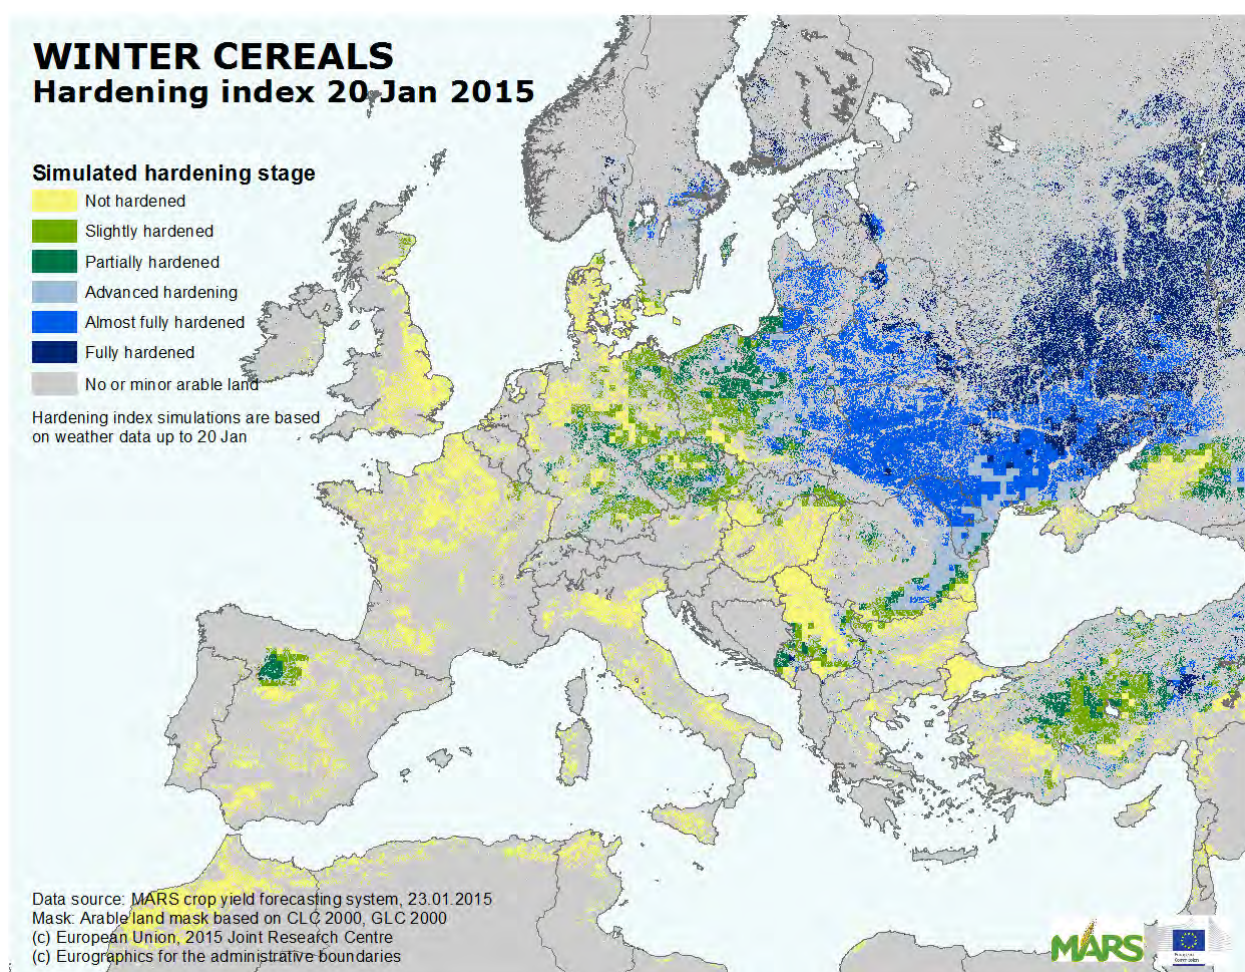 WINTER CEREALS
Hardening index 20 Jan 2015
Simulated hardening stage
Not hardened
Slightly hardened
Partially hardened
Advanced hardening
Almost fully hardened
Fully hardened
No or minor arable land
Hardening index simulations are based
on weather data up to 20 Jan
Data source: MARS crop yield forecasting system, 23.01.2015
Mask: Arable land mask based on CLC 2000, GLC 2000
(c) European Union, 2015 Joint Research Centre
(c) Eurographics for the administrative boundaries
MARS
European
Commission